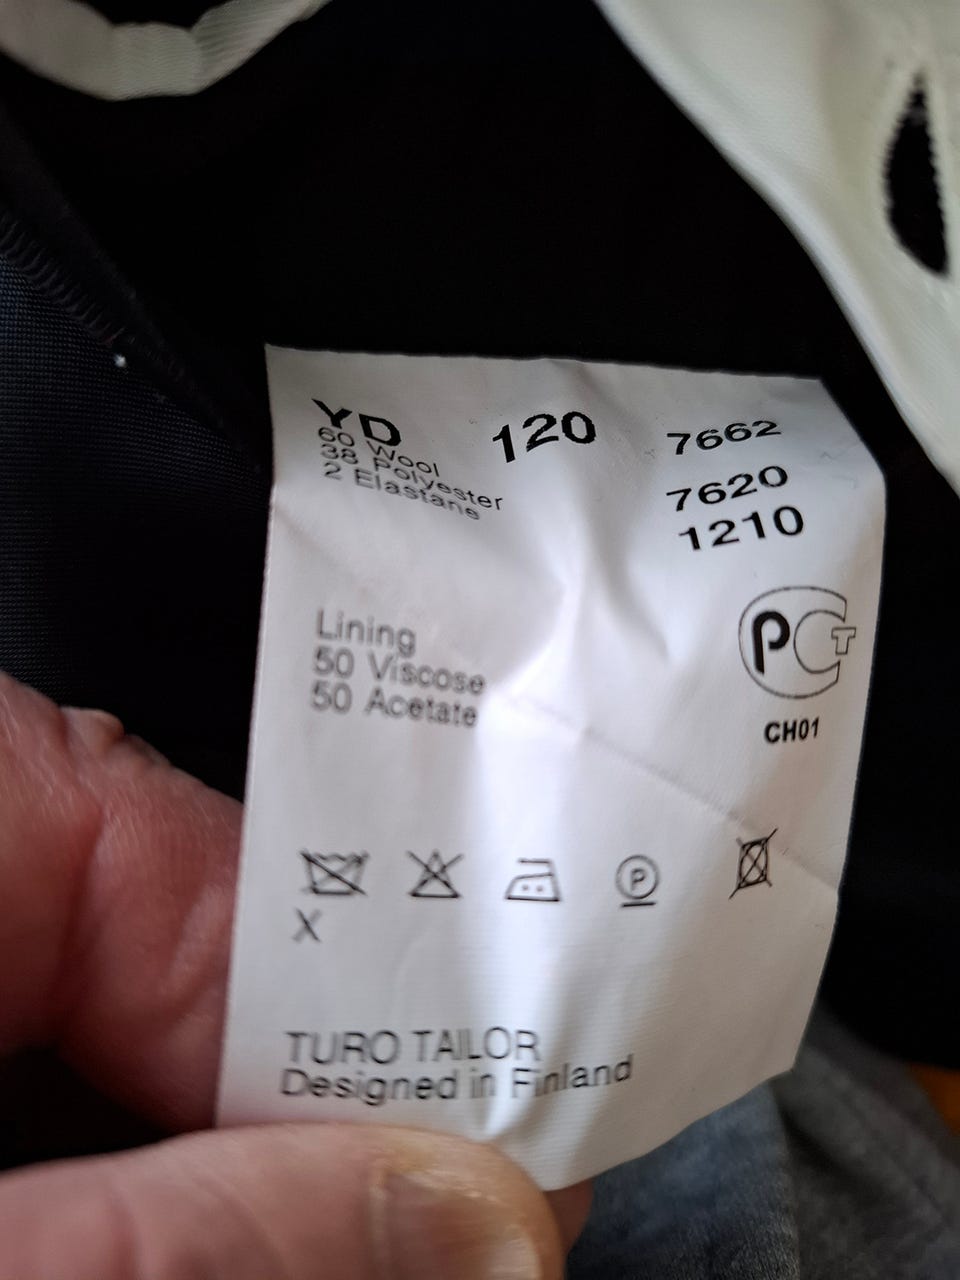 YD 120 7662
60 Wool
38 Polyester
2 Elastane
7620
1210
Lining
50 Viscose
50 Acetate
РСТ
CH01
P
X
TURO TAILOR
Designed in Finland